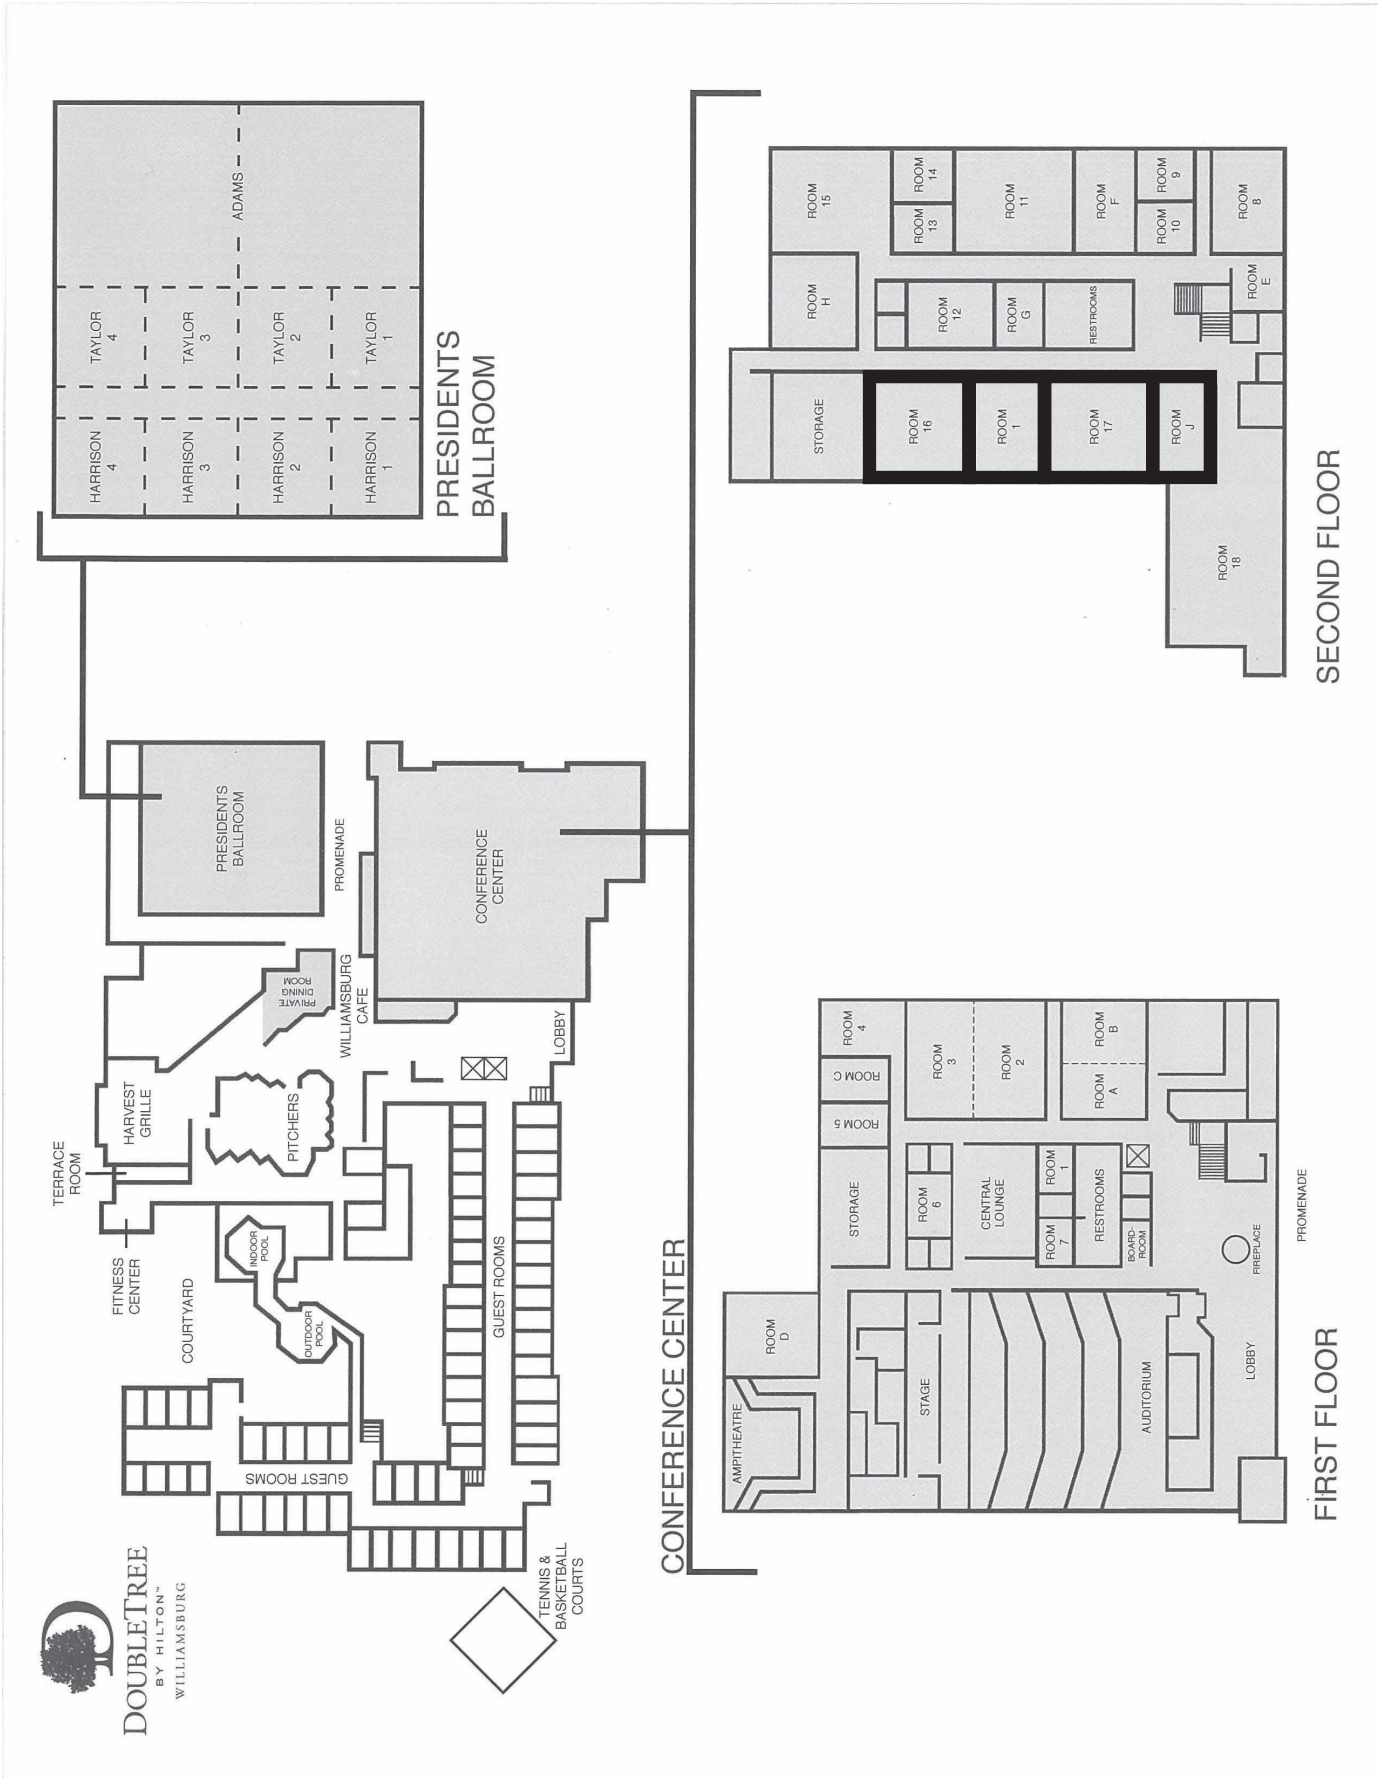 DOUBLETREE
BY HILTON™
WILLIAMSBURG
TENNIS &
BASKETBALL
COURTS
GUEST ROOMS
GUEST ROOMS
COURTYARD
FITNESS
CENTER
TERRACE
ROOM
INDOOR
POOL
OUTDOOR
POOL
HARVEST
GRILLE
PITCHERS
PRIVATE
DINING
ROOM
WILLIAMSBURG
CAFE
LOBBY
PROMENADE
PRESIDENTS
BALLROOM
CONFERENCE
CENTER
HARRISON
4
HARRISON
3
HARRISON
2
HARRISON
1
TAYLOR
4
TAYLOR
3
TAYLOR
2
TAYLOR
1
ADAMS
PRESIDENTS
BALLROOM
CONFERENCE CENTER
AMPITHEATRE
ROOM
D
STAGE
AUDITORIUM
LOBBY
STORAGE
ROOM 5
ROOM C
ROOM
4
ROOM
6
CENTRAL
LOUNGE
ROOM
7
ROOM
1
RESTROOMS
BOARD-
ROOM
FIREPLACE
ROOM
3
ROOM
2
ROOM
A
ROOM
B
PROMENADE
FIRST FLOOR
STORAGE
ROOM
16
ROOM
1
ROOM
17
ROOM
J
ROOM
18
ROOM
H
ROOM
12
ROOM
G
RESTROOMS
ROOM
E
ROOM
15
ROOM
13
ROOM
14
ROOM
11
ROOM
F
ROOM
10
ROOM
9
ROOM
8
SECOND FLOOR